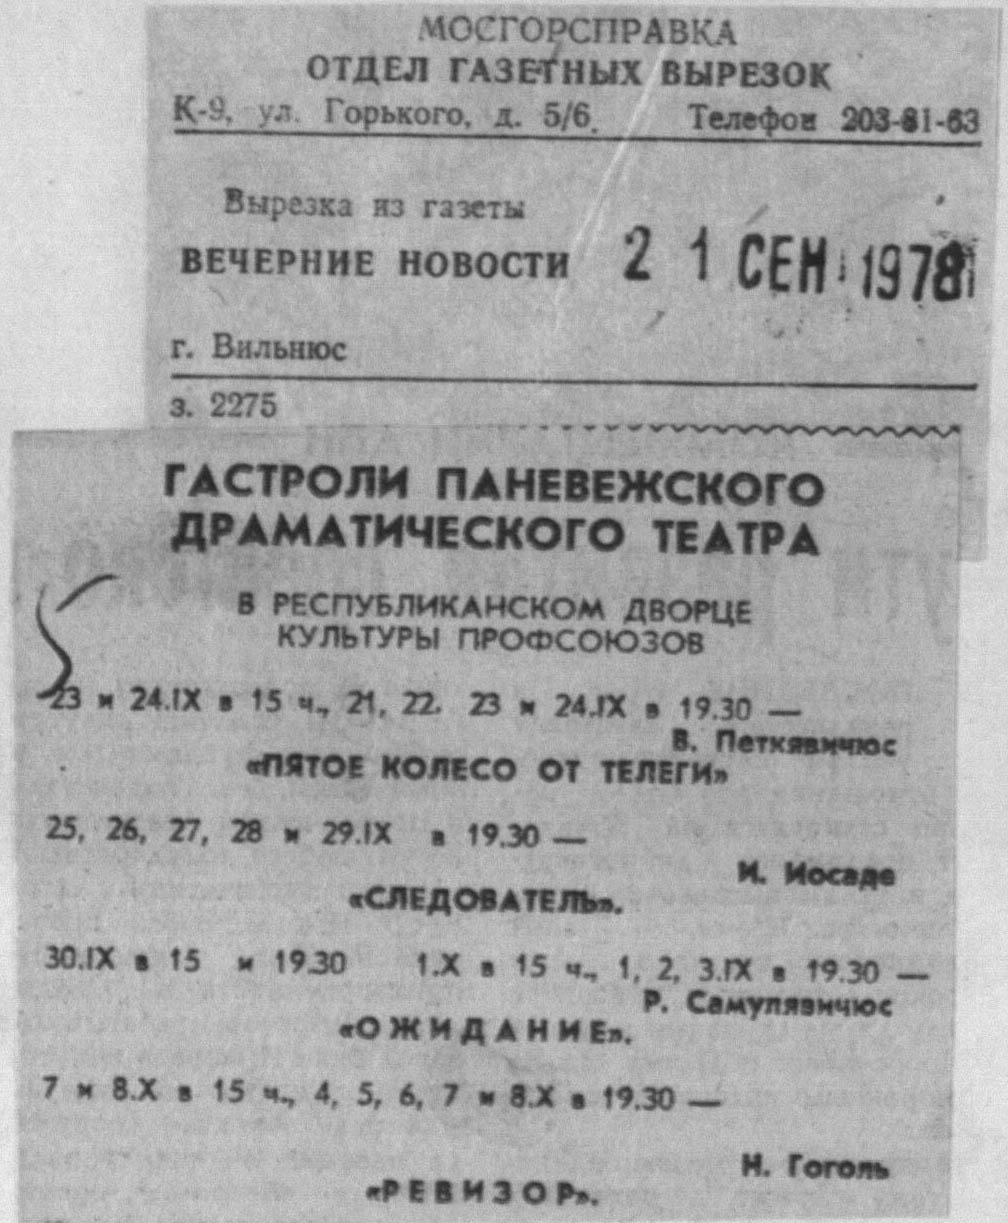 МОСГОРСПРАВКА
ОТДЕЛ ГАЗЕТНЫХ ВЫРЕЗОК
К-9, ул. Горького, д. 5/6. Телефон 203-81-63
Вырезка из газеты
ВЕЧЕРНИЕ НОВОСТИ 21 СЕН 1978
г. Вильнюс
з. 2275
ГАСТРОЛИ ПАНЕВЕЖСКОГО
ДРАМАТИЧЕСКОГО ТЕАТРА
В РЕСПУБЛИКАНСКОМ ДВОРЦЕ
КУЛЬТУРЫ ПРОФСОЮЗОВ
23 и 24.IX в 15 ч., 21, 22. 23 и 24.IX в 19.30 —
В. Петкявичюс
«ПЯТОЕ КОЛЕСО ОТ ТЕЛЕГИ»
25, 26, 27, 28 и 29.IX в 19.30 —
И. Иосаде
«СЛЕДОВАТЕЛЬ».
30.IX в 15 и 19.30 1.X в 15 ч., 1, 2, 3.IX в 19.30 —
Р. Самулявичюс
«ОЖИДАНИЕ».
7 и 8.X в 15 ч., 4, 5, 6, 7 и 8.X в 19.30 —
Н. Гоголь
«РЕВИЗОР».